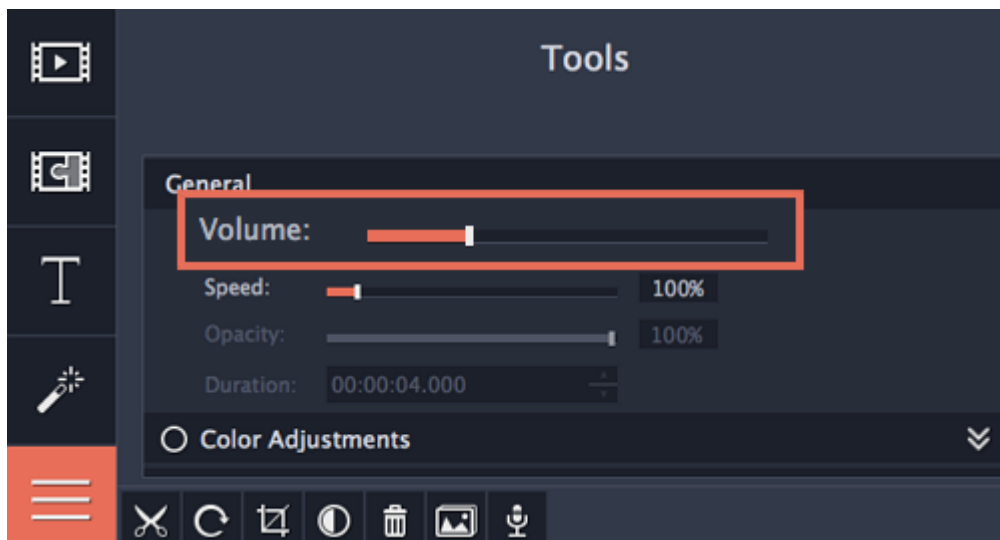 Tools
General
Volume:
Speed: 100%
Opacity: 100%
Duration: 00:00:04.000
Color Adjustments